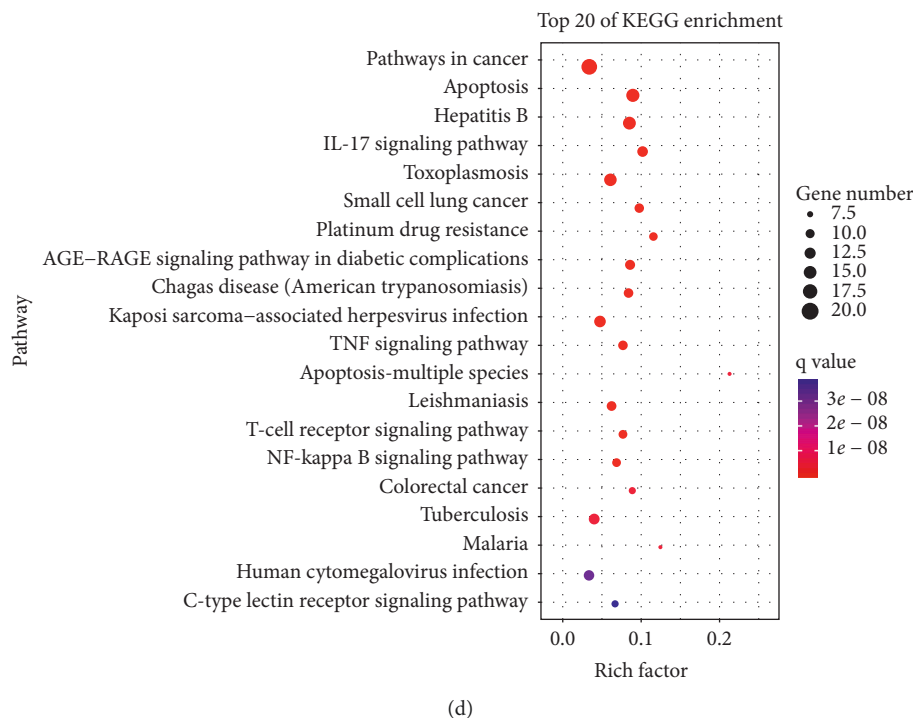 Top 20 of KEGG enrichment
Pathways in cancer
Apoptosis
Hepatitis B
IL-17 signaling pathway
Toxoplasmosis
Small cell lung cancer
Platinum drug resistance
AGE−RAGE signaling pathway in diabetic complications
Chagas disease (American trypanosomiasis)
Kaposi sarcoma−associated herpesvirus infection
TNF signaling pathway
Apoptosis-multiple species
Leishmaniasis
T-cell receptor signaling pathway
NF-kappa B signaling pathway
Colorectal cancer
Tuberculosis
Malaria
Human cytomegalovirus infection
C-type lectin receptor signaling pathway
Pathway
0.0 0.1 0.2
Rich factor
Gene number
7.5
10.0
12.5
15.0
17.5
20.0
q value
3e − 08
2e − 08
1e − 08
(d)